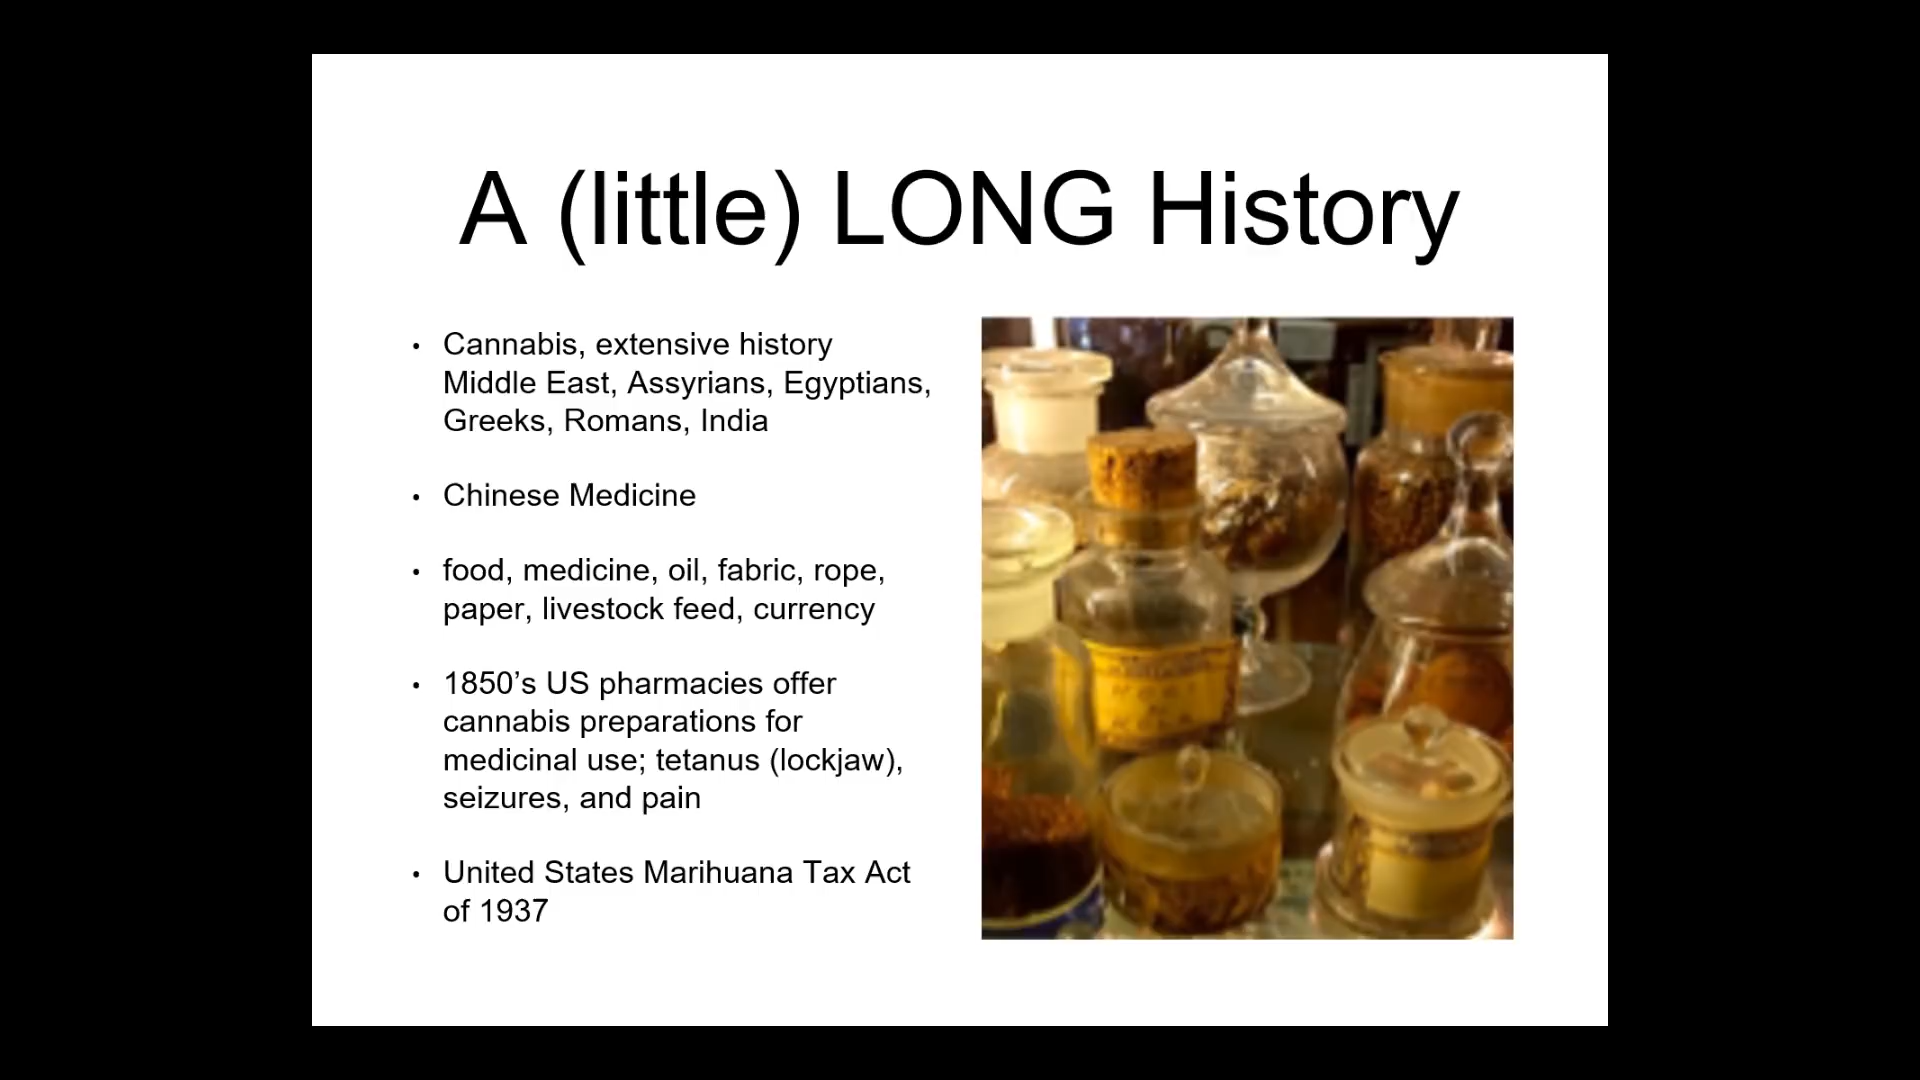 A (little) LONG History
• Cannabis, extensive history
Middle East, Assyrians, Egyptians,
Greeks, Romans, India
• Chinese Medicine
• food, medicine, oil, fabric, rope,
paper, livestock feed, currency
• 1850’s US pharmacies offer
cannabis preparations for
medicinal use; tetanus (lockjaw),
seizures, and pain
• United States Marihuana Tax Act
of 1937